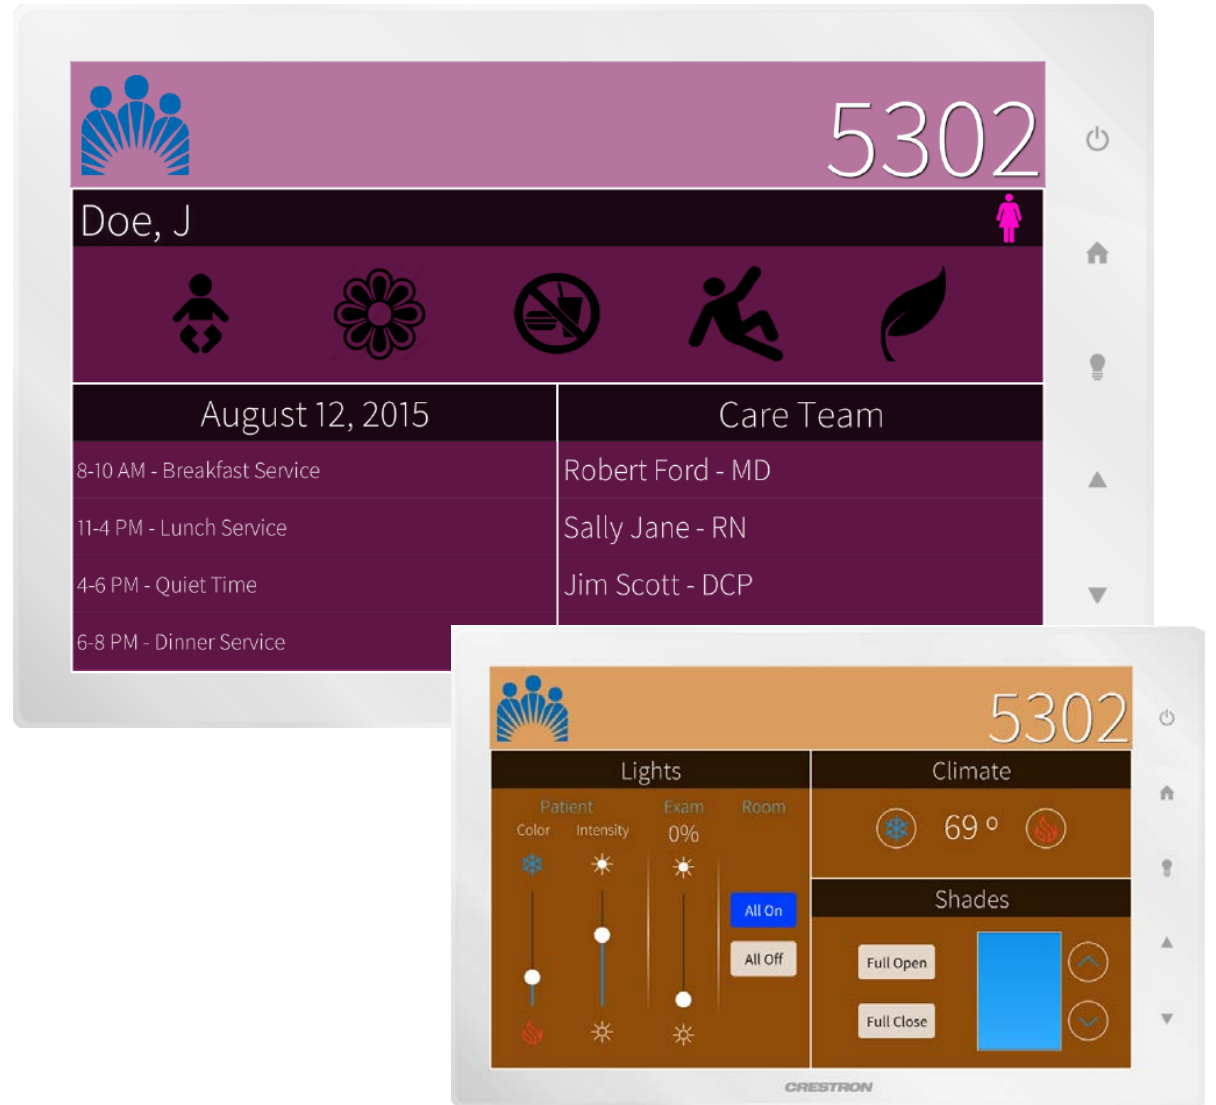 5302
Doe, J
August 12, 2015
8-10 AM - Breakfast Service
11-4 PM - Lunch Service
4-6 PM - Quiet Time
6-8 PM - Dinner Service
Care Team
Robert Ford - MD
Sally Jane - RN
Jim Scott - DCP
5302
Lights
Patient Exam Room
Color Intensity 0%
All On
All Off
Climate
69 º
Shades
Full Open
Full Close
CRESTRON